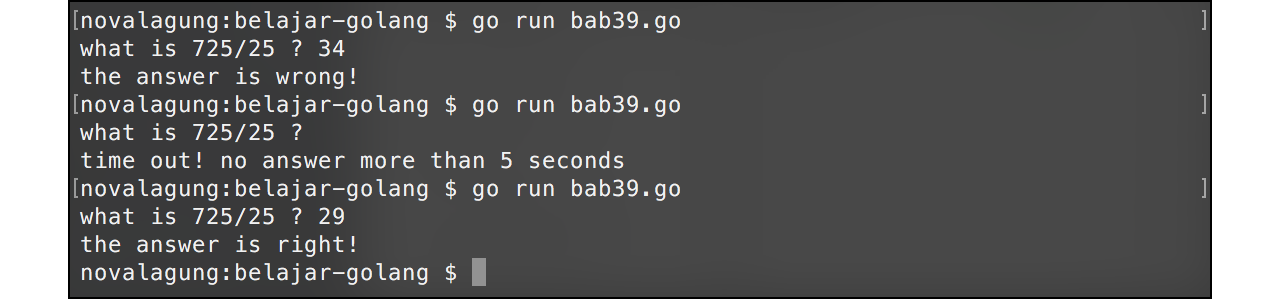 [novalagung:belajar-golang $ go run bab39.go ]
what is 725/25 ? 34
the answer is wrong!
[novalagung:belajar-golang $ go run bab39.go ]
what is 725/25 ?
time out! no answer more than 5 seconds
[novalagung:belajar-golang $ go run bab39.go ]
what is 725/25 ? 29
the answer is right!
novalagung:belajar-golang $